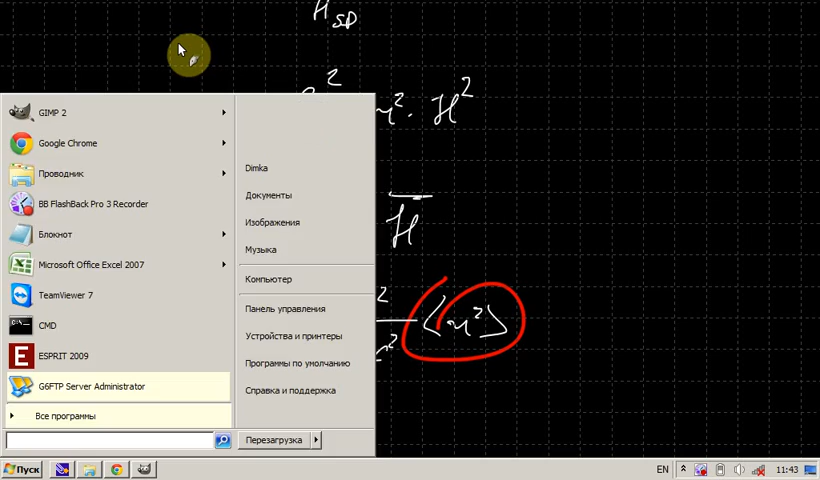 H_SD
2
м². H²
GIMP 2
Google Chrome
Проводник
BB FlashBack Pro 3 Recorder
Блокнот
Microsoft Office Excel 2007
TeamViewer 7
CMD
ESPRIT 2009
G6FTP Server Administrator
Все программы
Dimka
Документы
Изображения
Музыка
Компьютер
Панель управления
Устройства и принтеры
Программы по умолчанию
Справка и поддержка
Перезагрузка
H
2
(м²)
Пуск
EN
11:43